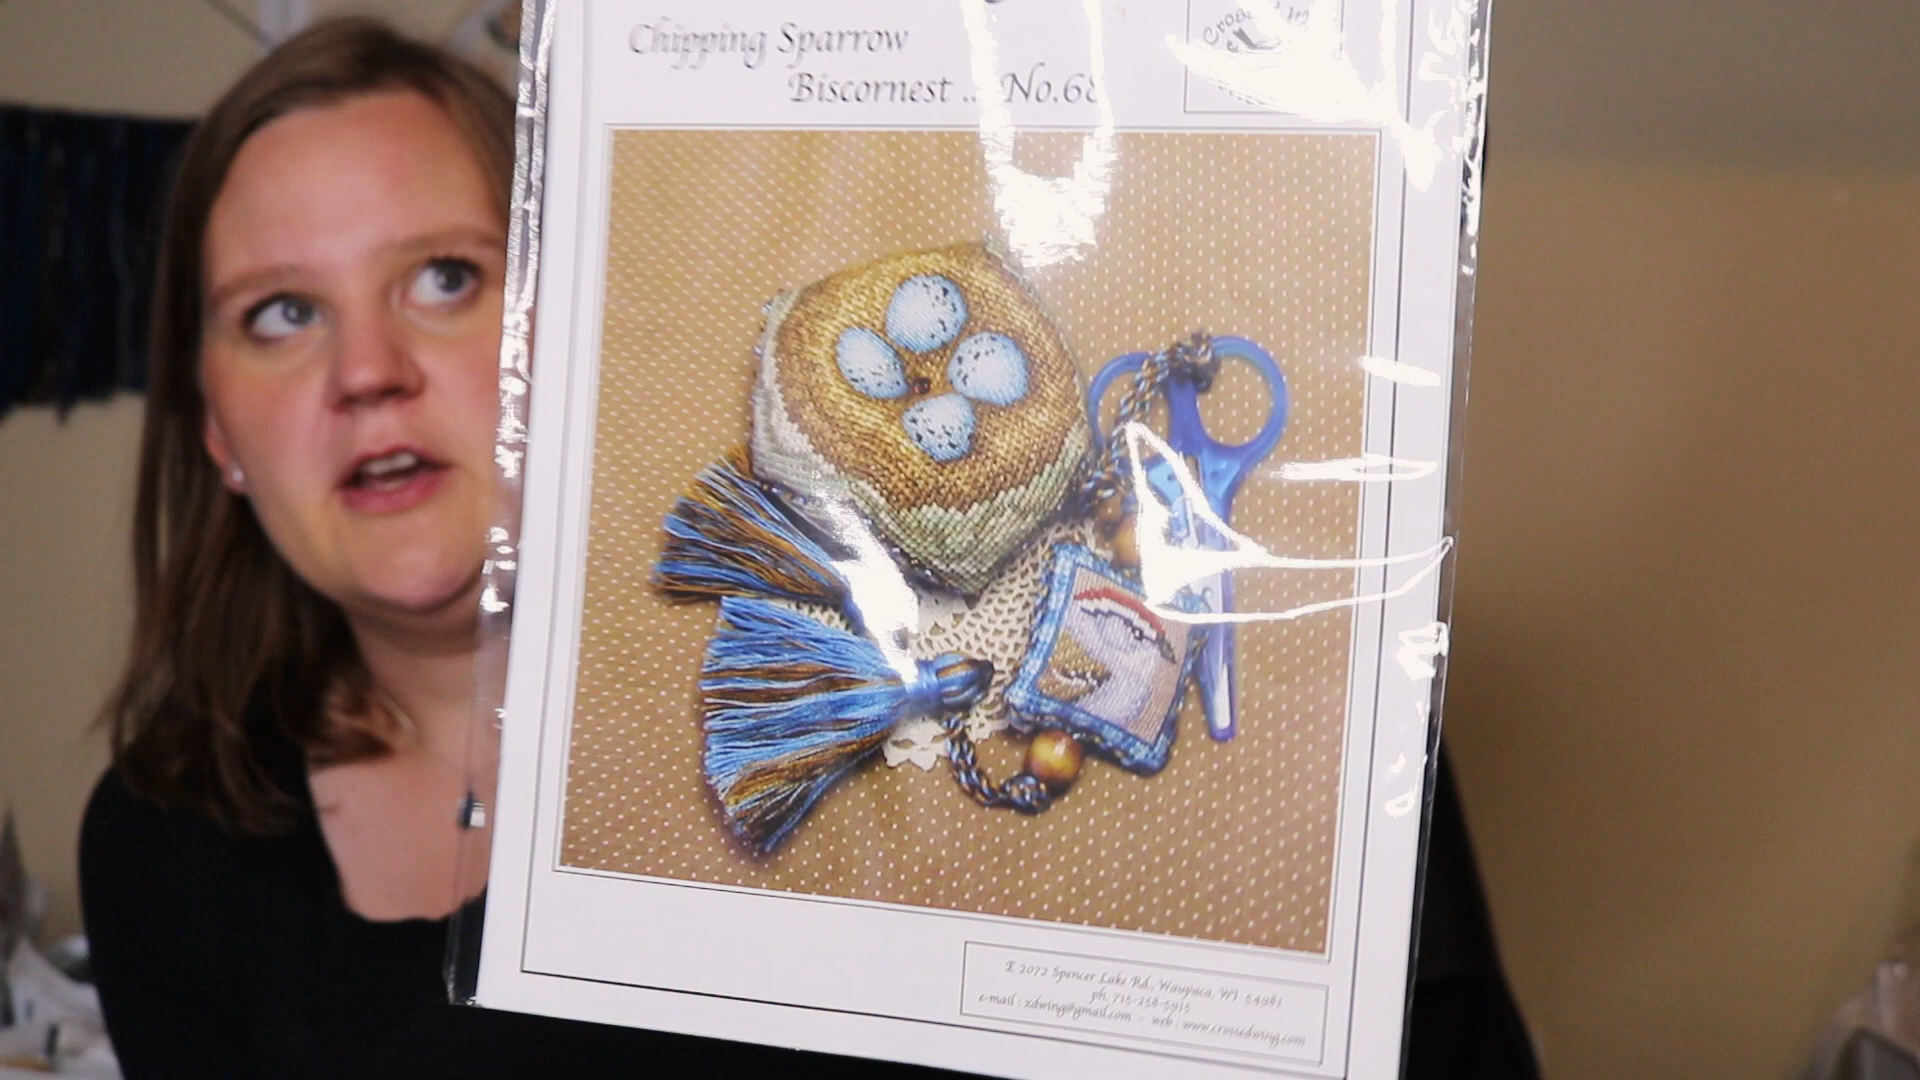 Chipping Sparrow
Biscornest ... No.68
Crossed
E 2072 Spencer Lake Rd., Waupaca, WI 54981
ph. 715-258-5915
e-mail : xdwing@gmail.com - web : www.crossedwing.com